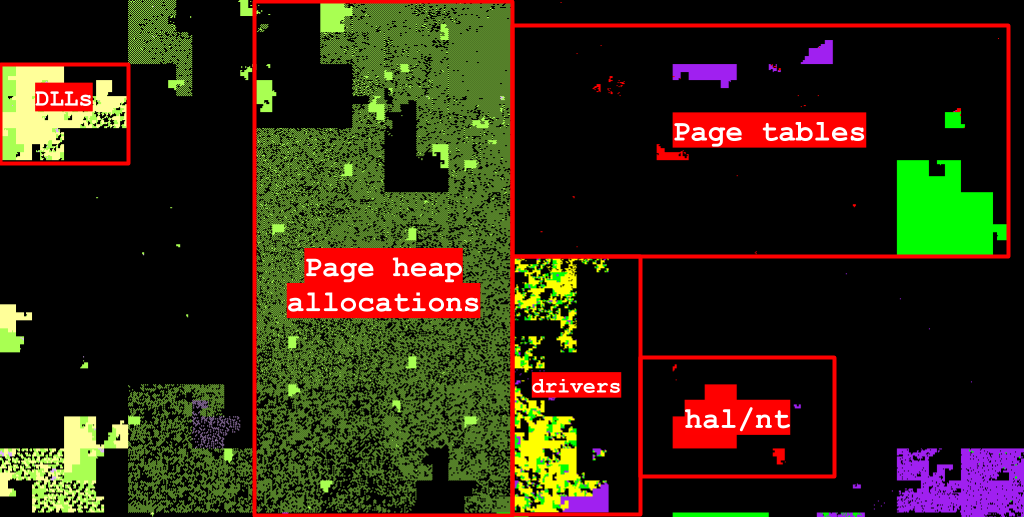 DLLs
Page tables
Page heap
allocations
drivers
hal/nt